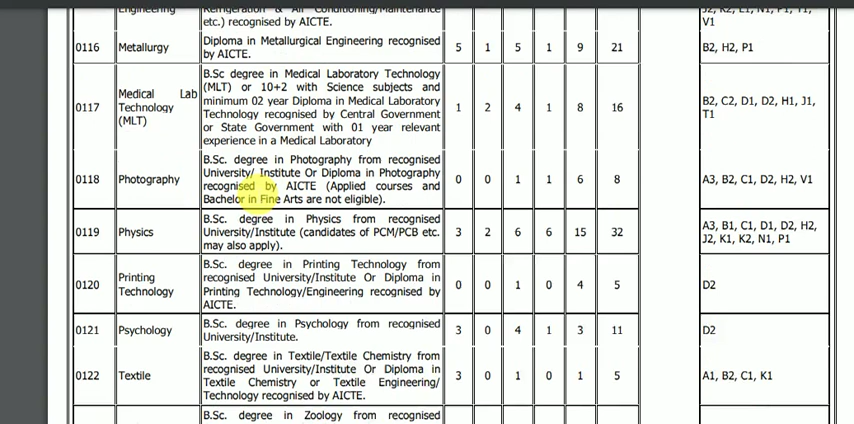 Engineering
Refrigeration & Air Conditioning/Maintenance
etc.) recognised by AICTE.
J2, K2, L1, N1, P1, T1,
V1
0116 Metallurgy Diploma in Metallurgical Engineering recognised by AICTE. 5 1 5 1 9 21 B2, H2, P1
0117
Medical Lab
Technology
(MLT)
B.Sc degree in Medical Laboratory Technology
(MLT) or 10+2 with Science subjects and
minimum 02 year Diploma in Medical Laboratory
Technology recognised by Central Government
or State Government with 01 year relevant
experience in a Medical Laboratory
1 2 4 1 8 16
B2, C2, D1, D2, H1, J1,
T1
0118 Photography
B.Sc. degree in Photography from recognised
University/ Institute Or Diploma in Photography
recognised by AICTE (Applied courses and
Bachelor in Fine Arts are not eligible).
0 0 1 1 6 8
A3, B2, C1, D2, H2, V1
0119 Physics
B.Sc. degree in Physics from recognised
University/Institute (candidates of PCM/PCB etc.
may also apply).
3 2 6 6 15 32
A3, B1, C1, D1, D2, H2,
J2, K1, K2, N1, P1
0120
Printing
Technology
B.Sc. degree in Printing Technology from
recognised University/Institute Or Diploma in
Printing Technology/Engineering recognised by
AICTE.
0 0 1 0 4 5
D2
0121 Psychology
B.Sc. degree in Psychology from recognised
University/Institute.
3 0 4 1 3 11
D2
0122 Textile
B.Sc. degree in Textile/Textile Chemistry from
recognised University/Institute Or Diploma in
Textile Chemistry or Textile Engineering/
Technology recognised by AICTE.
3 0 1 0 1 5
A1, B2, C1, K1
B.Sc. degree in Zoology from recognised